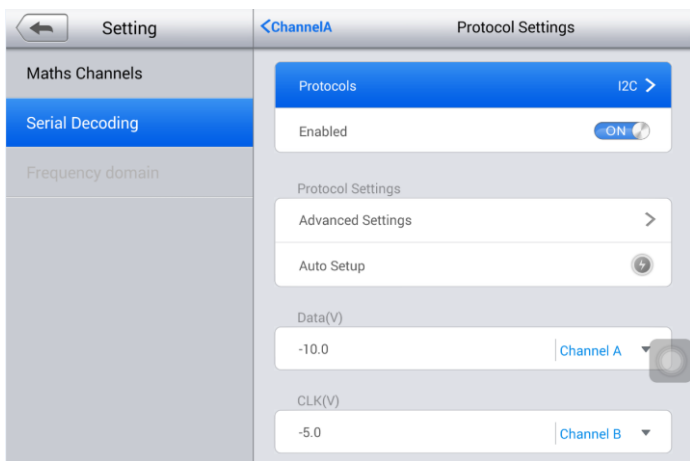 Setting
ChannelA
Protocol Settings
Maths Channels
Serial Decoding
Frequency domain
Protocols I2C
Enabled ON
Protocol Settings
Advanced Settings
Auto Setup
Data(V)
-10.0 Channel A
CLK(V)
-5.0 Channel B